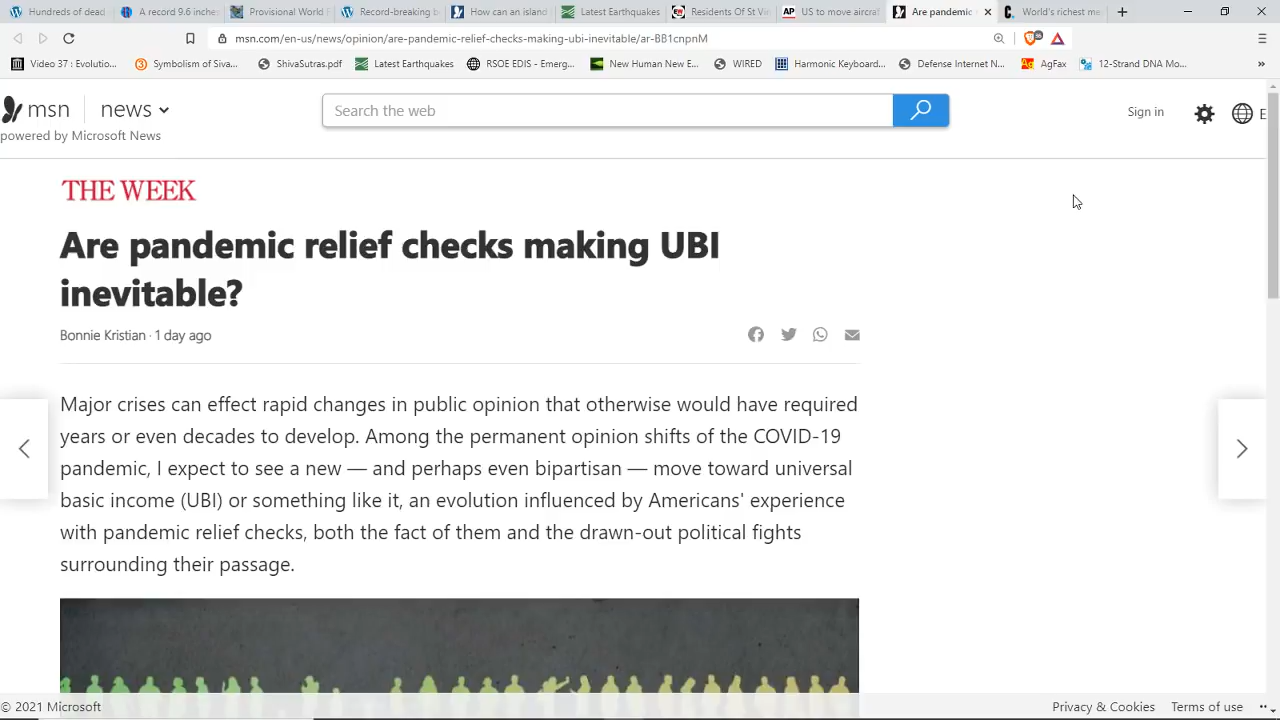 Hundreds of dead
A record 9.6 inches
Provisional World F
Record-breaking b
How can an island
Latest Earthquakes
Residents Of St Vi
US to move aircraf
Are pandemic
World's richest me
msn.com/en-us/news/opinion/are-pandemic-relief-checks-making-ubi-inevitable/ar-BB1cnpnM
Video 37 : Evolutio...
Symbolism of Siva...
ShivaSutras.pdf
Latest Earthquakes
RSOE EDIS - Emerg...
New Human New E...
WIRED
Harmonic Keyboard...
Defense Internet N...
AgFax
12-Strand DNA Mo...
msn
news
powered by Microsoft News
Search the web
Sign in
E
THE WEEK
Are pandemic relief checks making UBI
inevitable?
Bonnie Kristian · 1 day ago
Major crises can effect rapid changes in public opinion that otherwise would have required
years or even decades to develop. Among the permanent opinion shifts of the COVID-19
pandemic, I expect to see a new — and perhaps even bipartisan — move toward universal
basic income (UBI) or something like it, an evolution influenced by Americans' experience
with pandemic relief checks, both the fact of them and the drawn-out political fights
surrounding their passage.
© 2021 Microsoft
Privacy & Cookies
Terms of use